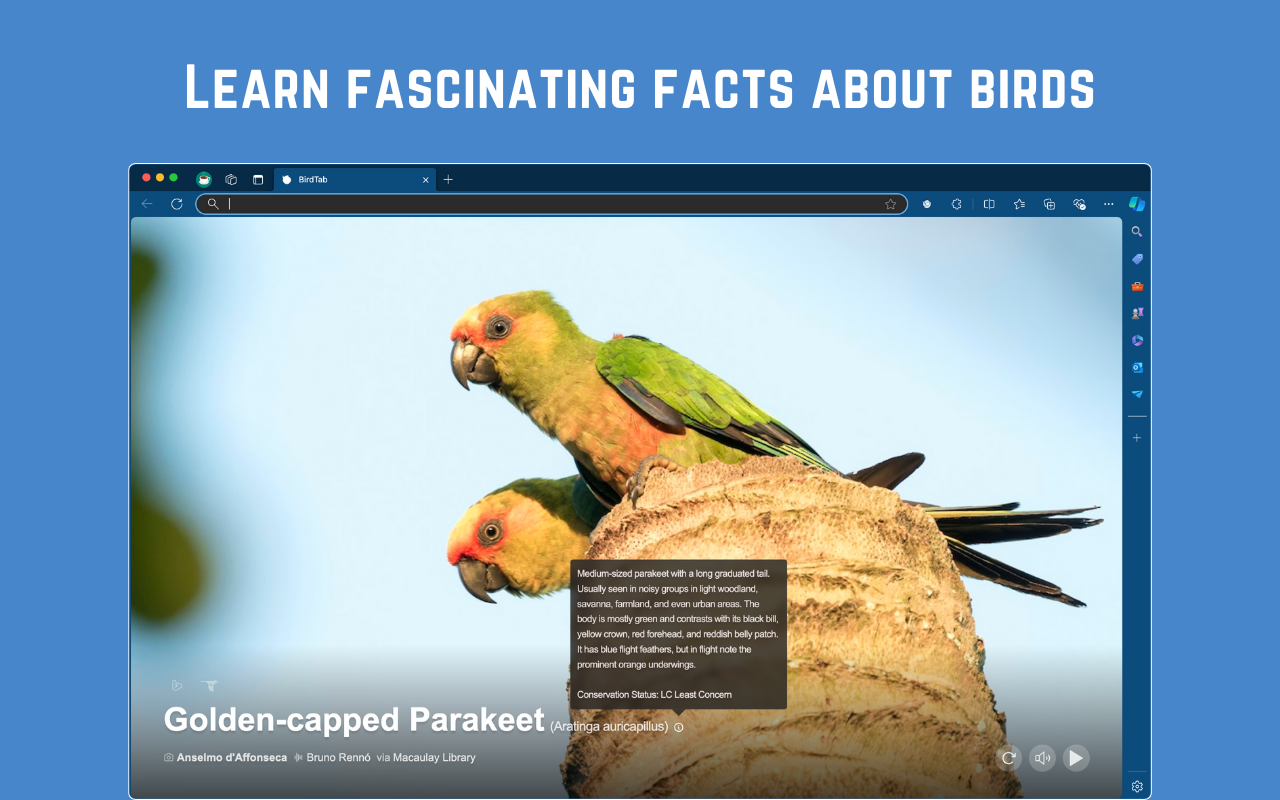 Learn fascinating facts about birds
BirdTab
Medium-sized parakeet with a long graduated tail.
Usually seen in noisy groups in light woodland,
savanna, farmland, and even urban areas. The
body is mostly green and contrasts with its black bill,
yellow crown, red forehead, and reddish belly patch.
It has blue flight feathers, but in flight note the
prominent orange underwings.
Conservation Status: LC Least Concern
Golden-capped Parakeet (Aratinga auricapillus)
Anselmo d'Affonseca Bruno Rennó via Macaulay Library